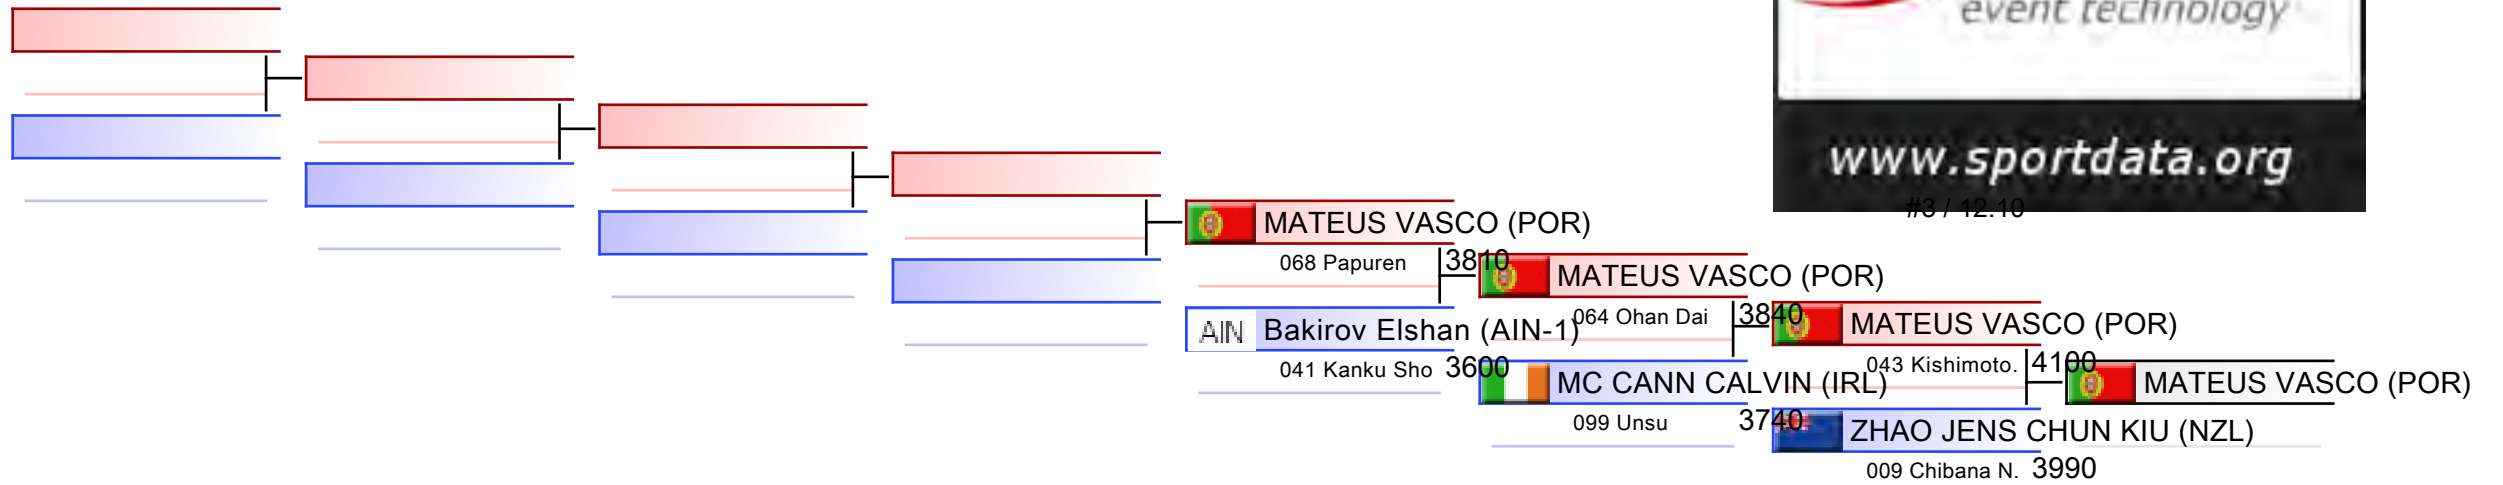 event technology
www.sportdata.org
#3 / 12.10
MATEUS VASCO (POR)
068 Papuren 3810
Bakirov Elshan (AIN-1)
AIN
041 Kanku Sho 3600
MATEUS VASCO (POR)
064 Ohan Dai 3840
MC CANN CALVIN (IRL)
099 Unsu 3740
MATEUS VASCO (POR)
043 Kishimoto. 4100
ZHAO JENS CHUN KIU (NZL)
009 Chibana N. 3990
MATEUS VASCO (POR)